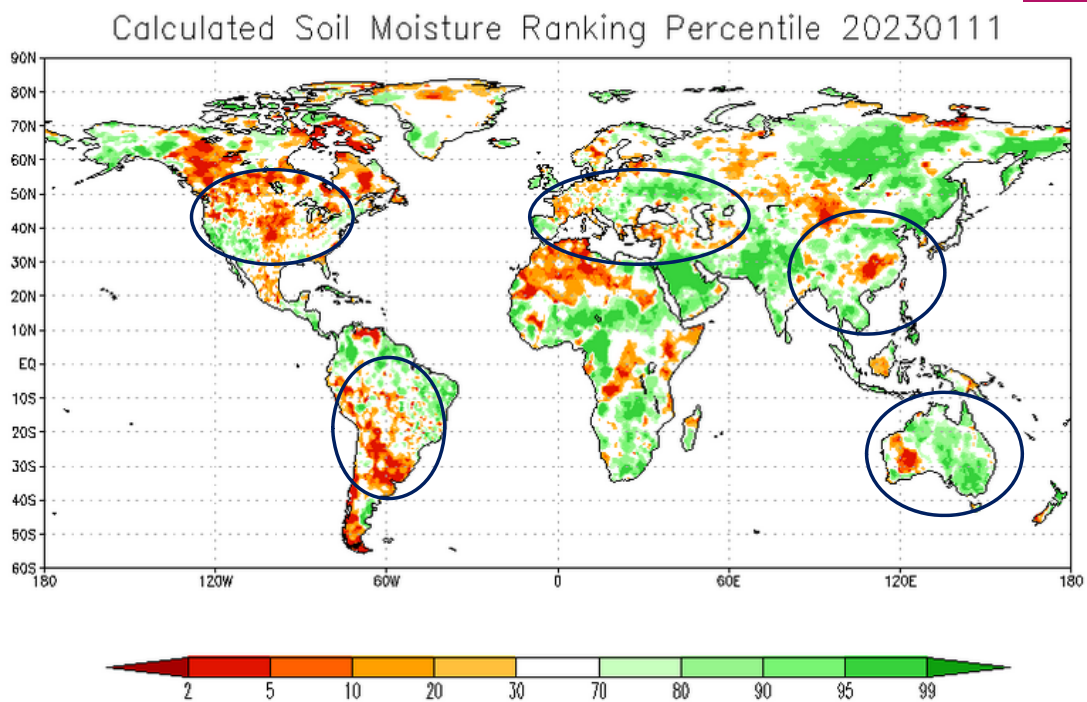 Calculated Soil Moisture Ranking Percentile 20230111
90N
80N
70N
60N
50N
40N
30N
20N
10N
EQ
10S
20S
30S
40S
50S
60S
180 120W 60W 0 60E 120E 180
2 5 10 20 30 70 80 90 95 99